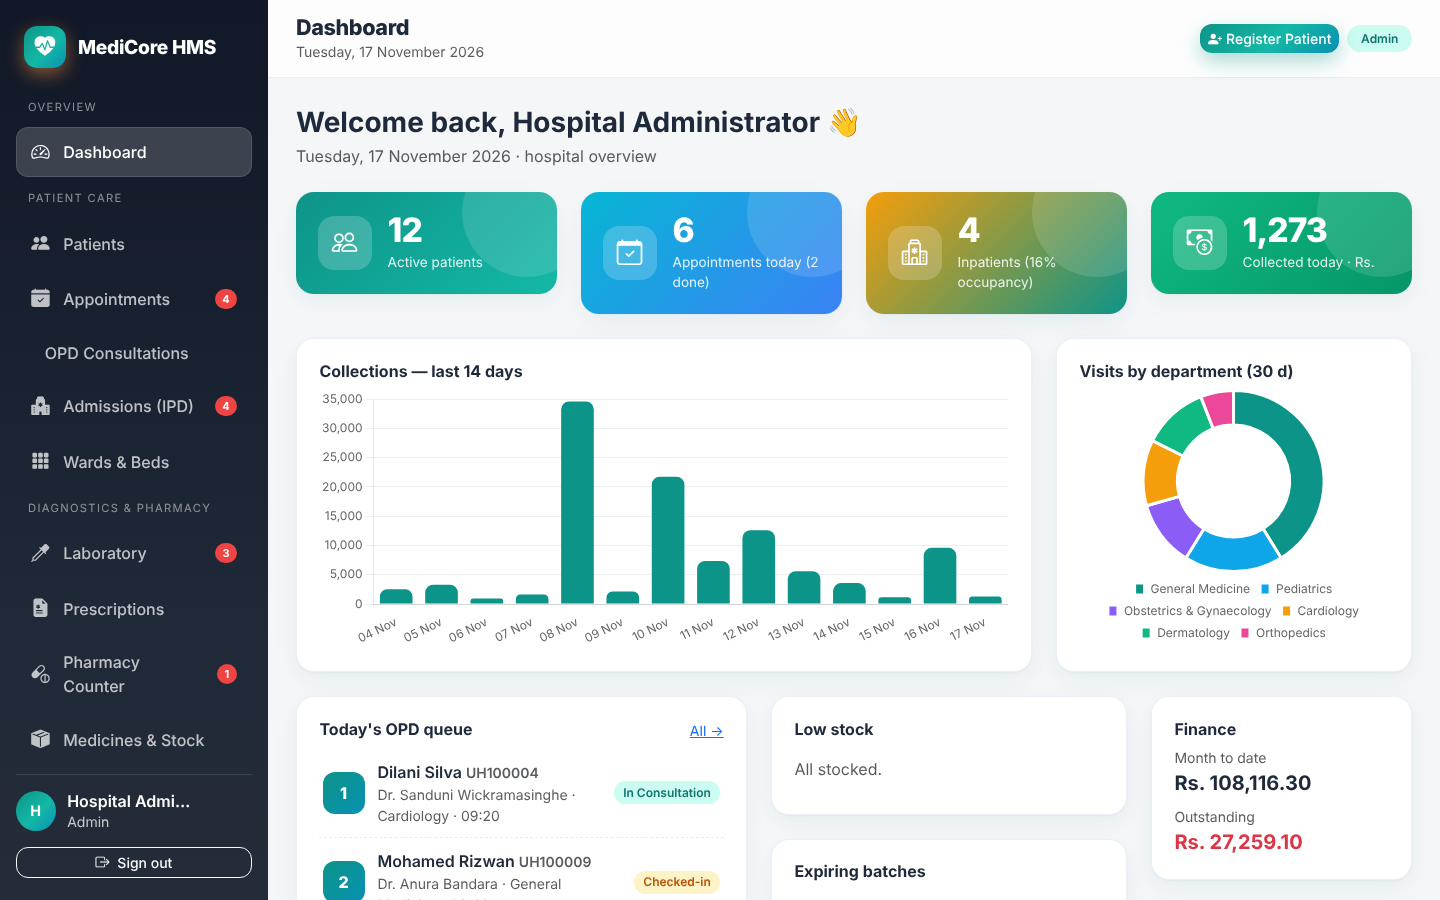 MediCore HMS
OVERVIEW
Dashboard
PATIENT CARE
Patients
Appointments 4
OPD Consultations
Admissions (IPD) 4
Wards & Beds
DIAGNOSTICS & PHARMACY
Laboratory 3
Prescriptions
Pharmacy
Counter 1
Medicines & Stock
H
Hospital Admi...
Admin
Sign out
Dashboard
Tuesday, 17 November 2026
Register Patient
Admin
Welcome back, Hospital Administrator 👋
Tuesday, 17 November 2026 · hospital overview
12
Active patients
6
Appointments today (2
done)
4
Inpatients (16%
occupancy)
1,273
Collected today · Rs.
Collections — last 14 days
35,000
30,000
25,000
20,000
15,000
10,000
5,000
0
04 Nov 05 Nov 06 Nov 07 Nov 08 Nov 09 Nov 10 Nov 11 Nov 12 Nov 13 Nov 14 Nov 15 Nov 16 Nov 17 Nov
Visits by department (30 d)
General Medicine Pediatrics
Obstetrics & Gynaecology Cardiology
Dermatology Orthopedics
Today's OPD queue
All →
1
Dilani Silva UH100004
Dr. Sanduni Wickramasinghe ·
Cardiology · 09:20
In Consultation
2
Mohamed Rizwan UH100009
Dr. Anura Bandara · General
Checked-in
Low stock
All stocked.
Expiring batches
Finance
Month to date
Rs. 108,116.30
Outstanding
Rs. 27,259.10